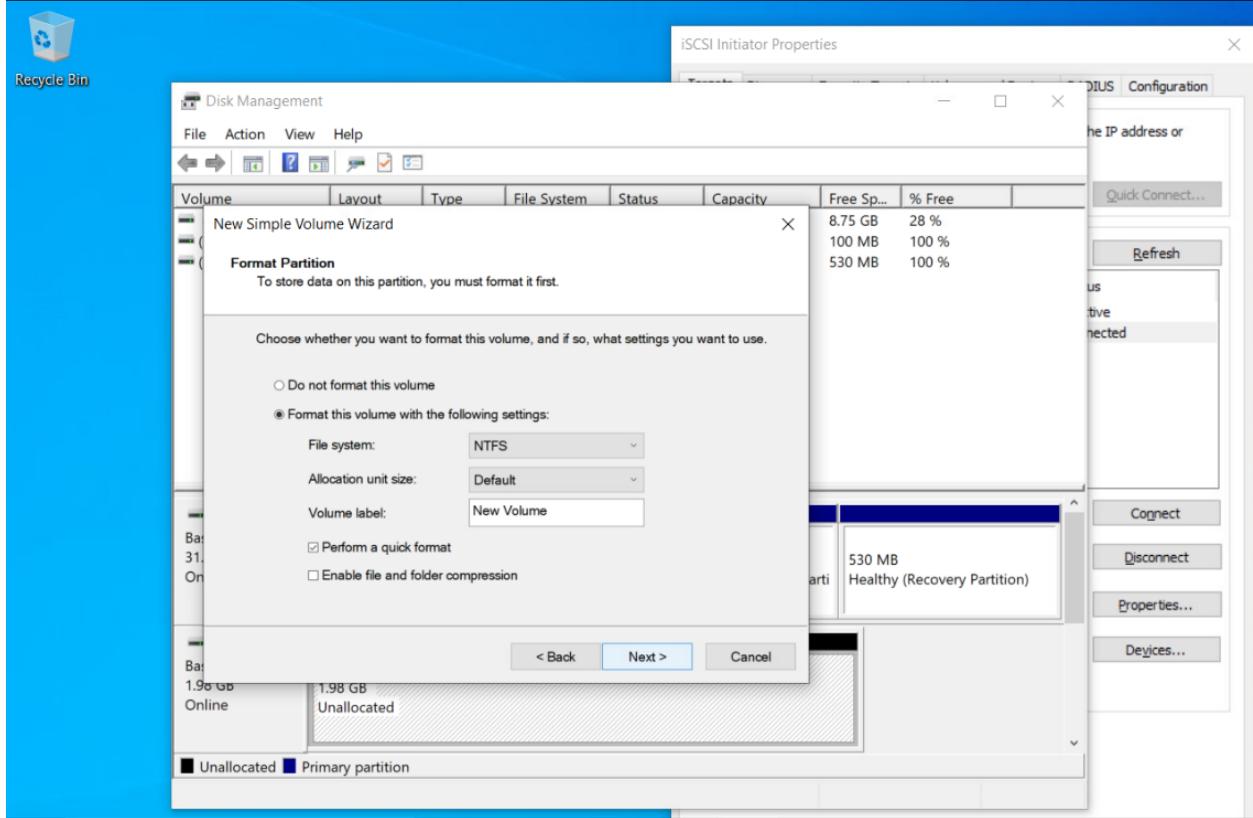 Recycle Bin
iSCSI Initiator Properties
Configuration
he IP address or
Quick Connect...
Refresh
us
tive
nected
Connect
Disconnect
Properties...
Devices...
Disk Management
File Action View Help
Volume Layout Type File System Status Capacity Free Sp... % Free
8.75 GB 28 %
100 MB 100 %
530 MB 100 %
New Simple Volume Wizard
Format Partition
To store data on this partition, you must format it first.
Choose whether you want to format this volume, and if so, what settings you want to use.
Do not format this volume
Format this volume with the following settings:
File system: NTFS
Allocation unit size: Default
Volume label: New Volume
Perform a quick format
Enable file and folder compression
< Back Next > Cancel
Bas
31.
On
arti
530 MB
Healthy (Recovery Partition)
Bas
1.98 GB
Online
1.98 GB
Unallocated
Unallocated Primary partition